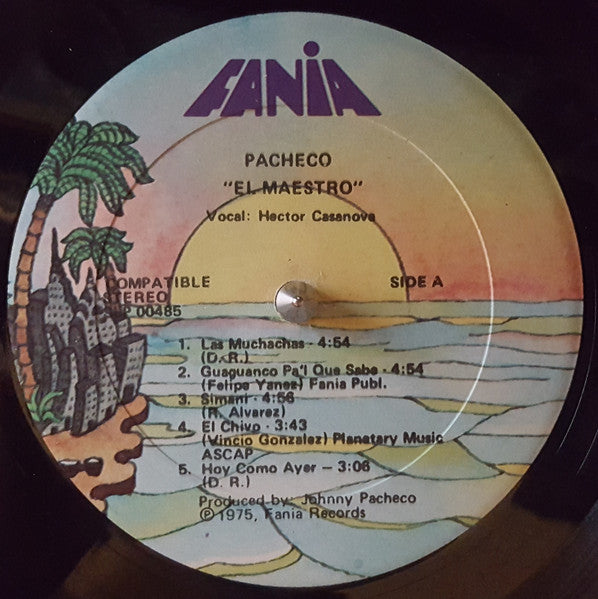 FANIA
PACHECO
"EL MAESTRO"
Vocal: Hector Casanova
COMPATIBLE
STEREO
SIDE A
00485
1. Las Muchachas - 4:54
(D. R.)
2. Guaguanco Pa'l Que Sabe - 4:54
(Felipe Yanes) Fania Publ.
3. Simani - 4:56
(R. Alvarez)
4. El Chivo - 3:43
(Vincio Gonzalez) Planetary Music
ASCAP
5. Hoy Como Ayer - 3:06
(D. R.)
Produced by: Johnny Pacheco
℗ 1975, Fania Records